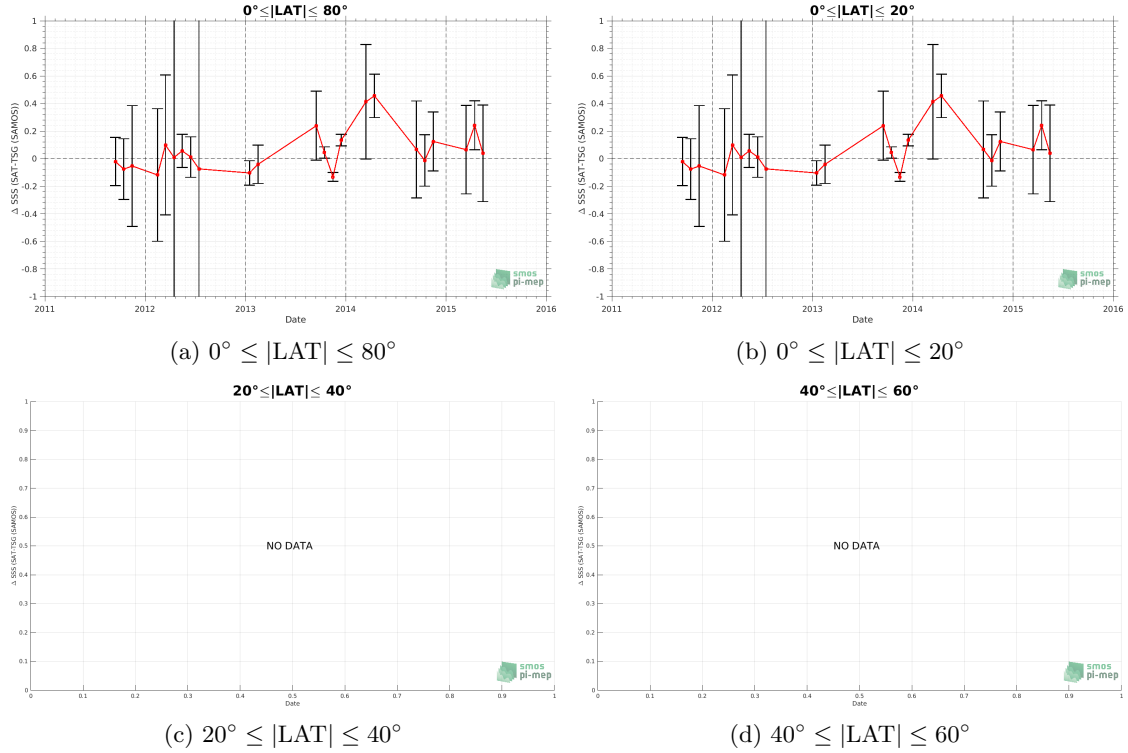 0°≤|LAT|≤ 80°
1
0.8
0.6
0.4
0.2
0
-0.2
-0.4
-0.6
-0.8
-1
Δ SSS (SAT-TSG (SAMOS))
2011 2012 2013 2014 2015 2016
Date
smos
pi-mep
(a) 0° ≤ |LAT| ≤ 80°
0°≤|LAT|≤ 20°
1
0.8
0.6
0.4
0.2
0
-0.2
-0.4
-0.6
-0.8
-1
Δ SSS (SAT-TSG (SAMOS))
2011 2012 2013 2014 2015 2016
Date
smos
pi-mep
(b) 0° ≤ |LAT| ≤ 20°
20°≤|LAT|≤ 40°
1
0.9
0.8
0.7
0.6
0.5
0.4
0.3
0.2
0.1
0
Δ SSS (SAT-TSG (SAMOS))
NO DATA
0 0.1 0.2 0.3 0.4 0.5 0.6 0.7 0.8 0.9 1
Date
smos
pi-mep
(c) 20° ≤ |LAT| ≤ 40°
40°≤|LAT|≤ 60°
1
0.9
0.8
0.7
0.6
0.5
0.4
0.3
0.2
0.1
0
Δ SSS (SAT-TSG (SAMOS))
NO DATA
0 0.1 0.2 0.3 0.4 0.5 0.6 0.7 0.8 0.9 1
Date
smos
pi-mep
(d) 40° ≤ |LAT| ≤ 60°